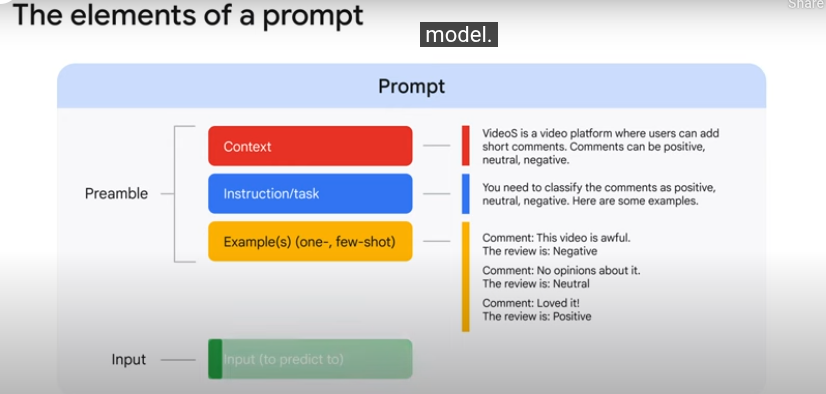 The elements of a prompt
Share
model.
Prompt
Preamble
Context
VideoS is a video platform where users can add
short comments. Comments can be positive,
neutral, negative.
Instruction/task
You need to classify the comments as positive,
neutral, negative. Here are some examples.
Example(s) (one-, few-shot)
Comment: This video is awful.
The review is: Negative
Comment: No opinions about it.
The review is: Neutral
Comment: Loved it!
The review is: Positive
Input
Input (to predict to)